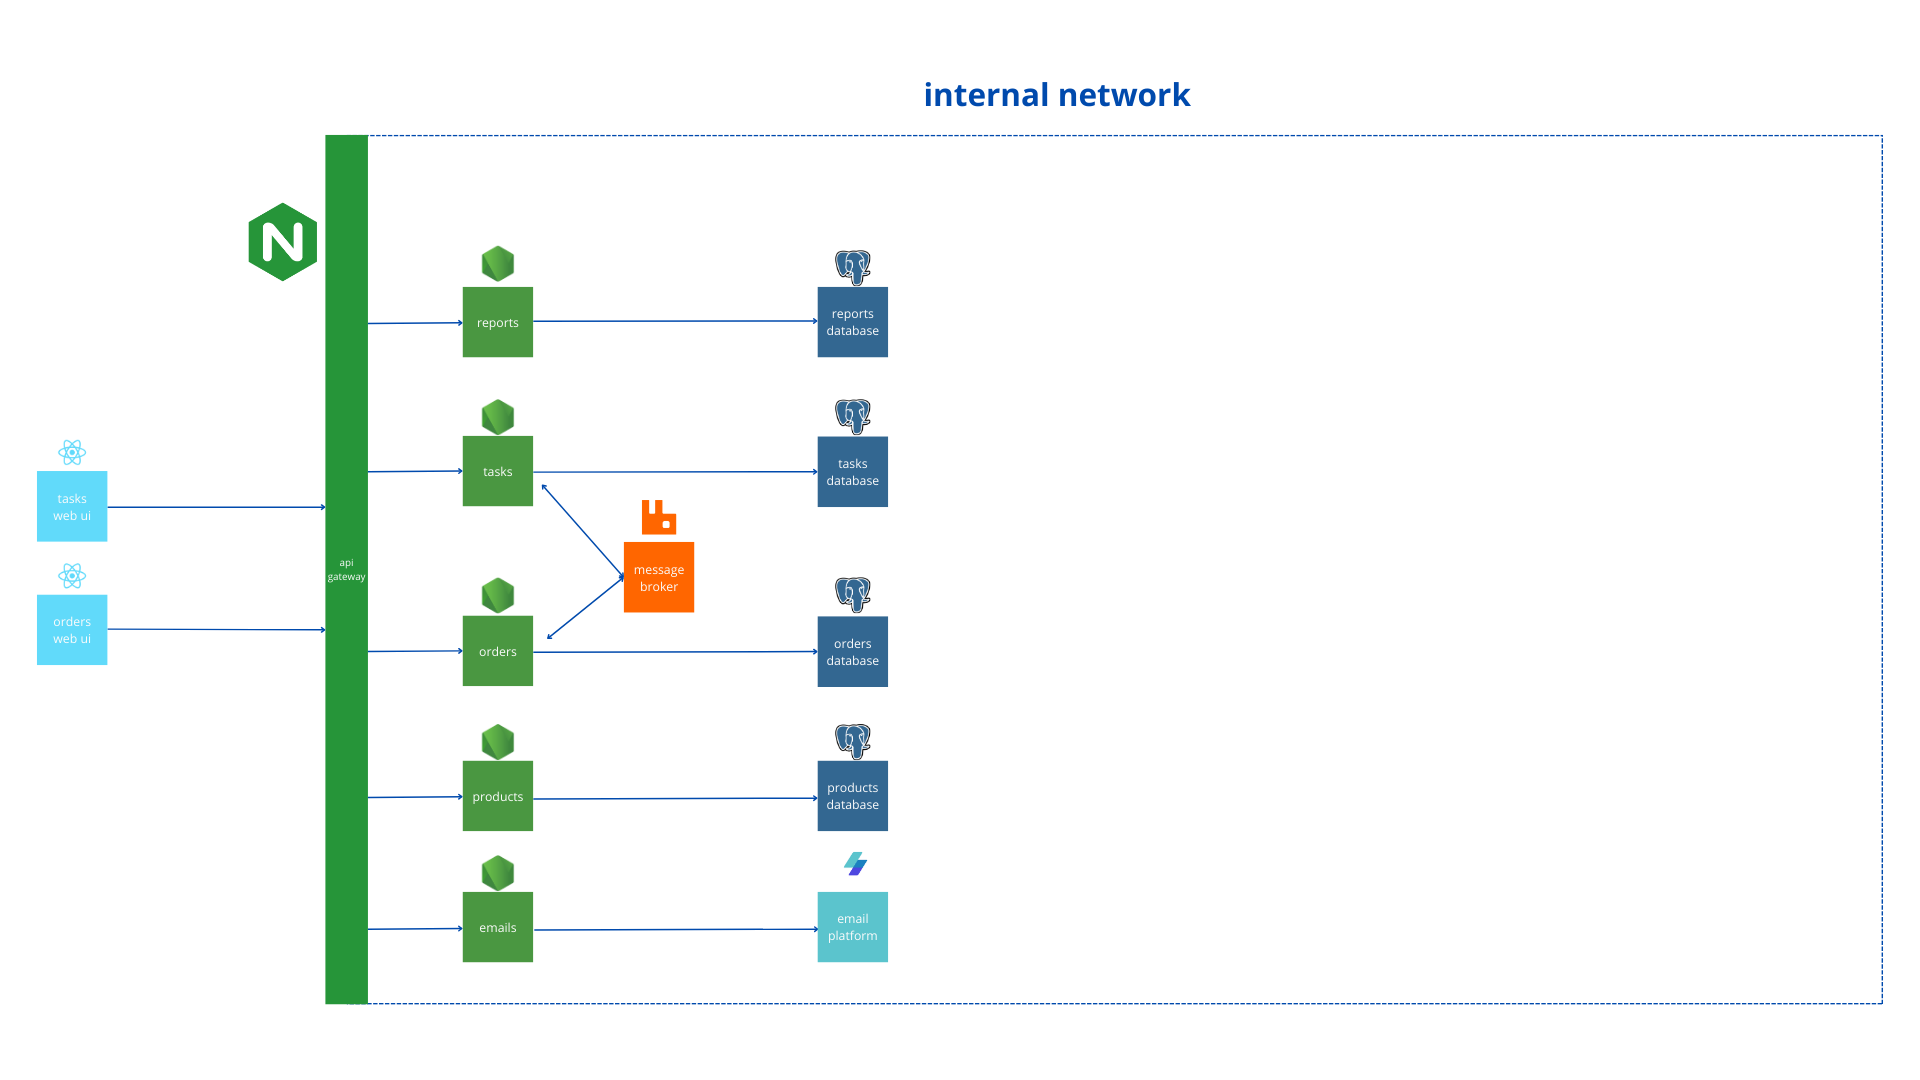 internal network
N
reports
reports
database
tasks
tasks
database
tasks
web ui
api
gateway
message
broker
orders
web ui
orders
orders
database
products
products
database
emails
email
platform